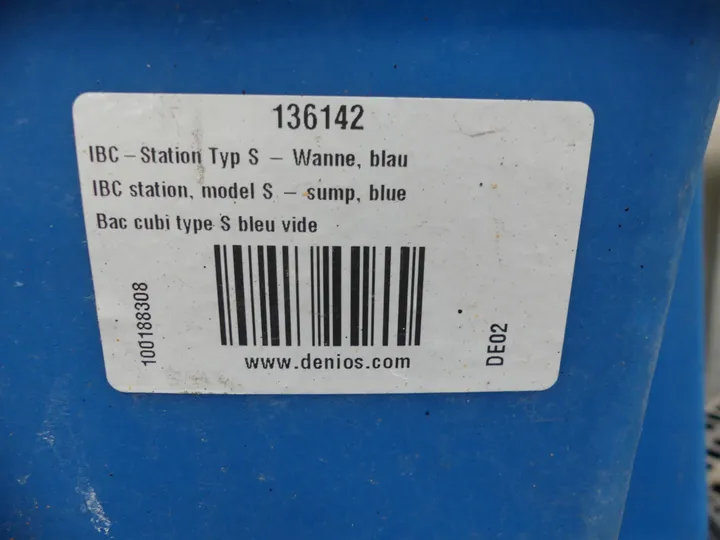 136142
IBC – Station Typ S – Wanne, blau
IBC station, model S – sump, blue
Bac cubi type S bleu vide
100188308
www.denios.com
DE02